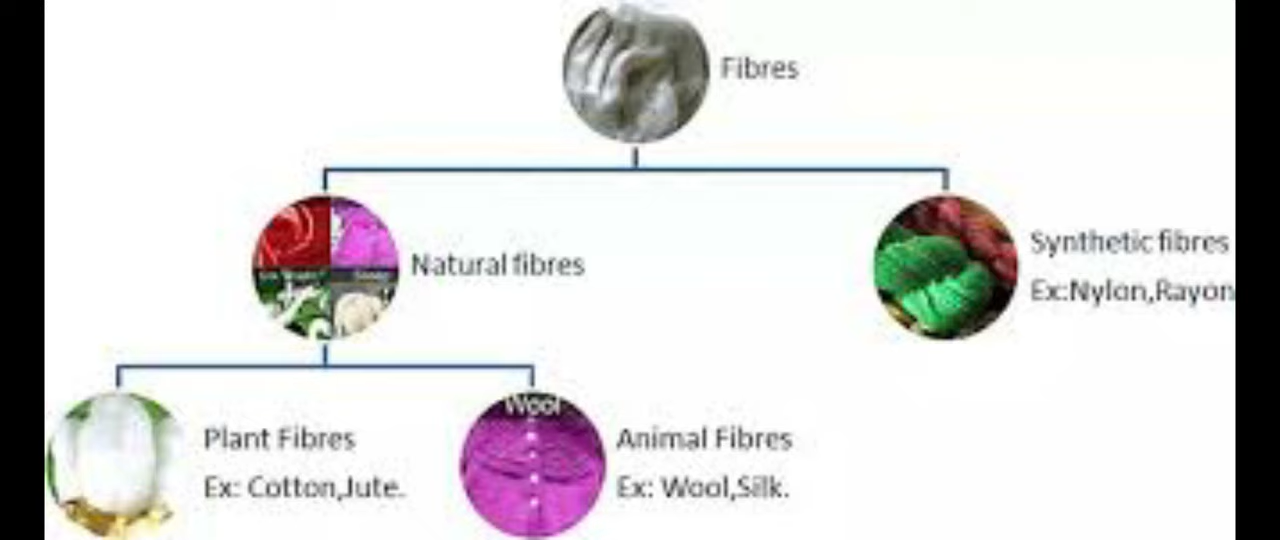 Fibres
Natural fibres
Synthetic fibres
Ex:Nylon,Rayon
Plant Fibres
Ex: Cotton,Jute.
Wool
Animal Fibres
Ex: Wool,Silk.